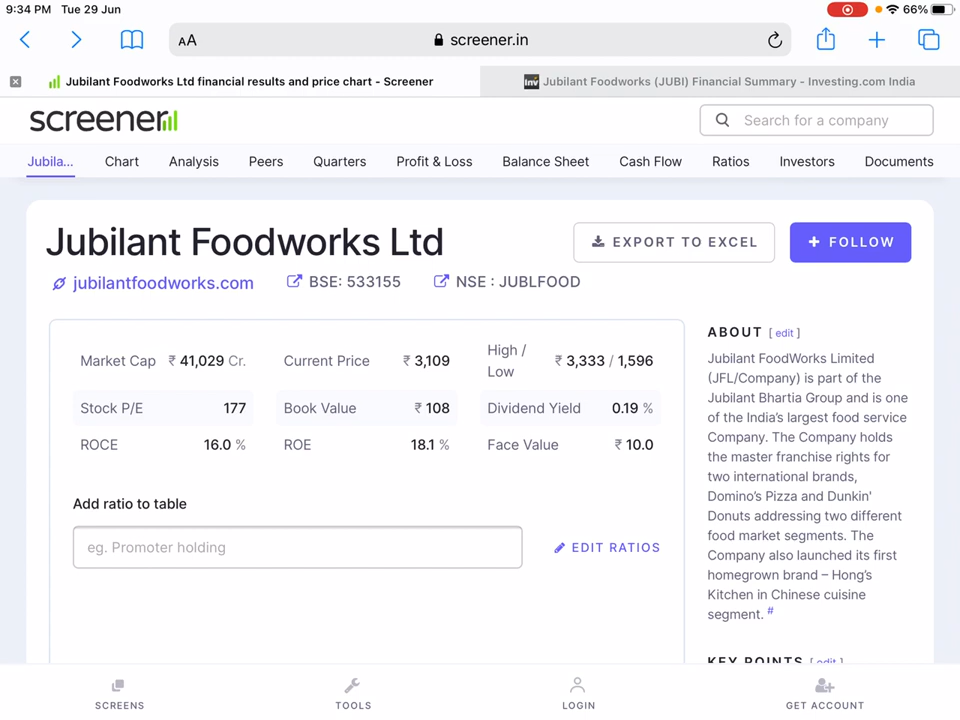 9:34 PM Tue 29 Jun 66%
AA screener.in
Jubilant Foodworks Ltd financial results and price chart - Screener
Inv Jubilant Foodworks (JUBI) Financial Summary - Investing.com India
screener
Search for a company
Jubila... Chart Analysis Peers Quarters Profit & Loss Balance Sheet Cash Flow Ratios Investors Documents
Jubilant Foodworks Ltd
EXPORT TO EXCEL
+ FOLLOW
jubilantfoodworks.com BSE: 533155 NSE : JUBLFOOD
Market Cap ₹ 41,029 Cr.
Current Price ₹ 3,109
High / Low ₹ 3,333 / 1,596
Stock P/E 177
Book Value ₹ 108
Dividend Yield 0.19 %
ROCE 16.0 %
ROE 18.1 %
Face Value ₹ 10.0
Add ratio to table
eg. Promoter holding
EDIT RATIOS
ABOUT [ edit ]
Jubilant FoodWorks Limited
(JFL/Company) is part of the
Jubilant Bhartia Group and is one
of the India's largest food service
Company. The Company holds
the master franchise rights for
two international brands,
Domino's Pizza and Dunkin'
Donuts addressing two different
food market segments. The
Company also launched its first
homegrown brand – Hong's
Kitchen in Chinese cuisine
segment. #
KEY POINTS [ edit ]
SCREENS TOOLS LOGIN GET ACCOUNT